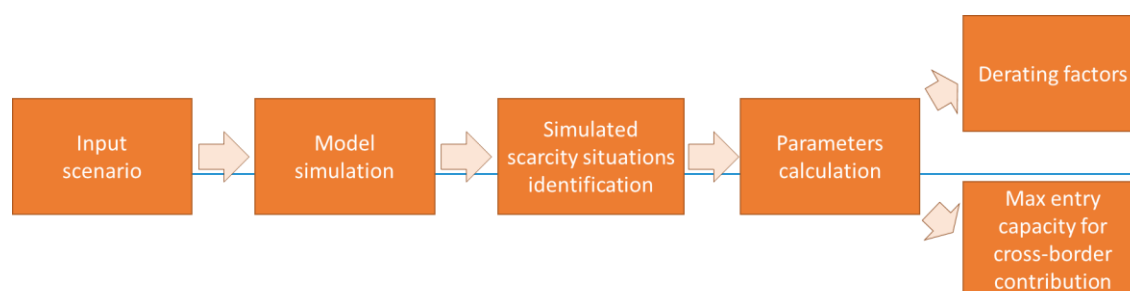 Input
scenario
Model
simulation
Simulated
scarcity situations
identification
Parameters
calculation
Derating factors
Max entry
capacity for
cross-border
contribution